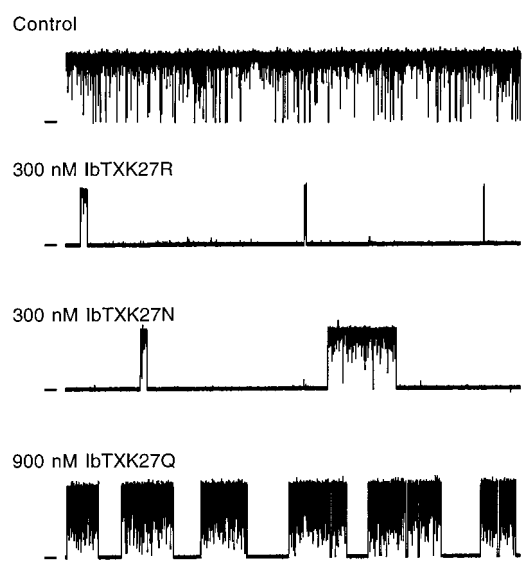 Control
300 nM IbTXK27R
300 nM IbTXK27N
900 nM IbTXK27Q